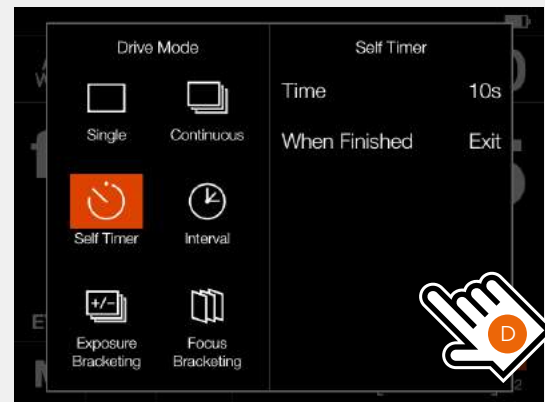 Drive Mode
Single
Continuous
Self Timer
Interval
+/-
Exposure
Bracketing
Focus
Bracketing
Self Timer
Time 10s
When Finished Exit
D